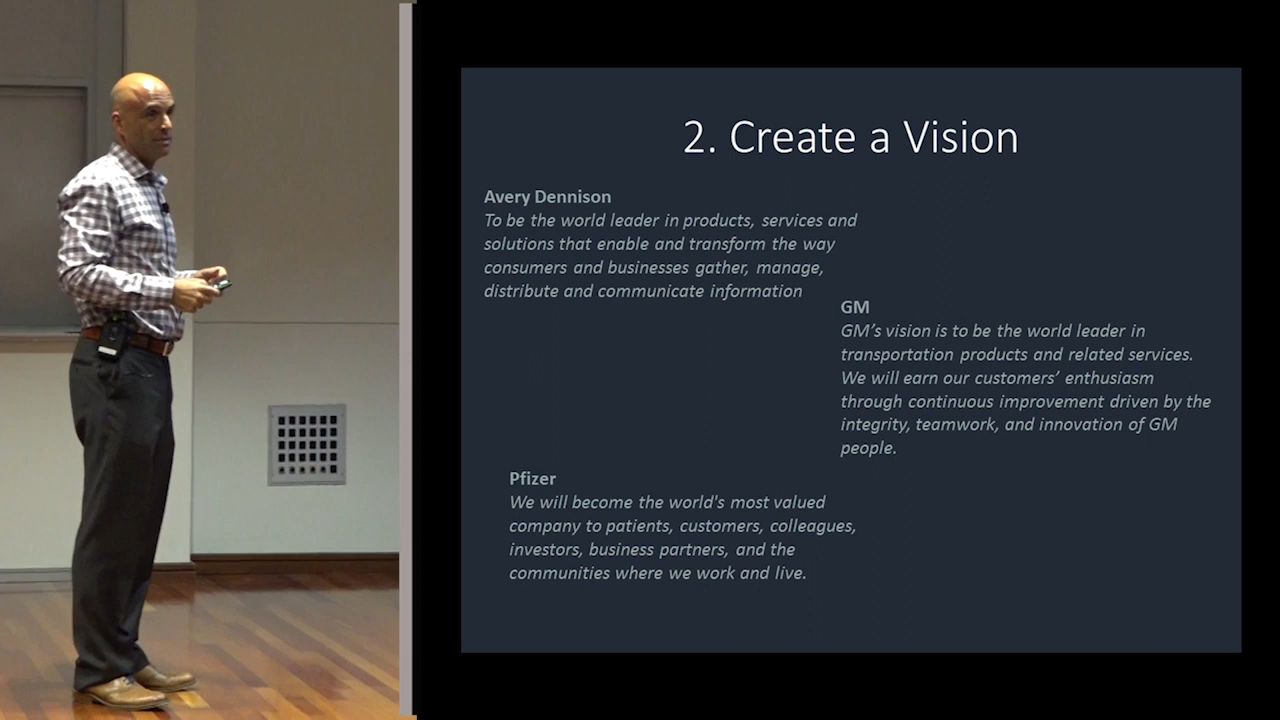 2. Create a Vision
Avery Dennison
To be the world leader in products, services and
solutions that enable and transform the way
consumers and businesses gather, manage,
distribute and communicate information
GM
GM’s vision is to be the world leader in
transportation products and related services.
We will earn our customers’ enthusiasm
through continuous improvement driven by the
integrity, teamwork, and innovation of GM
people.
Pfizer
We will become the world's most valued
company to patients, customers, colleagues,
investors, business partners, and the
communities where we work and live.